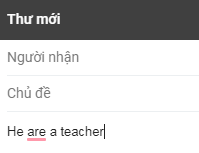 Thư mới
Người nhận
Chủ đề
He are a teacher